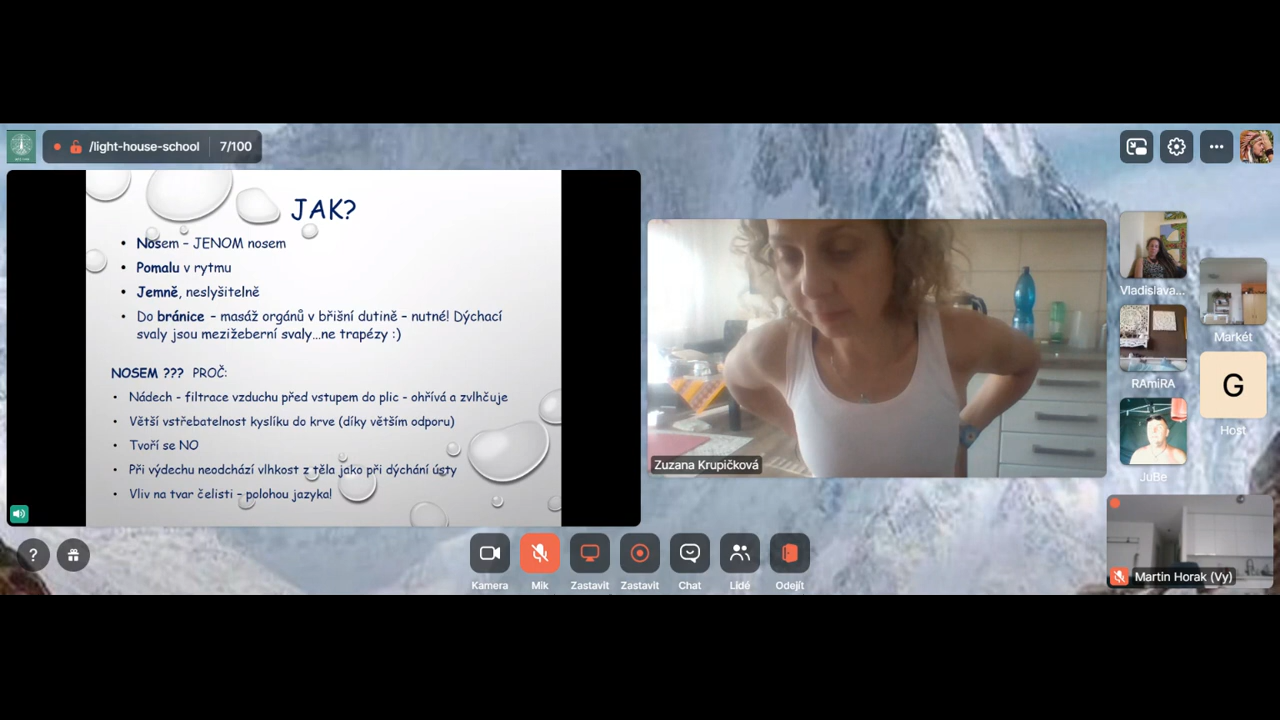 /light-house-school 7/100
JAK?
• Nosem – JENOM nosem
• Pomalu v rytmu
• Jemně, neslyšitelně
• Do bránice – masáž orgánů v břišní dutině – nutné! Dýchací
svaly jsou mezižeberní svaly...ne trapézy :)
NOSEM ??? PROČ:
• Nádech - filtrace vzduchu před vstupem do plic - ohřívá a zvlhčuje
• Větší vstřebatelnost kyslíku do krve (díky větším odporu)
• Tvoří se NO
• Při výdechu neodchází vlhkost z těla jako při dýchání ústy
• Vliv na tvar čelisti – polohou jazyka!
Zuzana Krupičková
Vladislava...
Markét
RAmiRA
G
Host
JuBe
Martin Horak (Vy)
?
Kamera Mik Zastavit Zastavit Chat Lidé Odejít